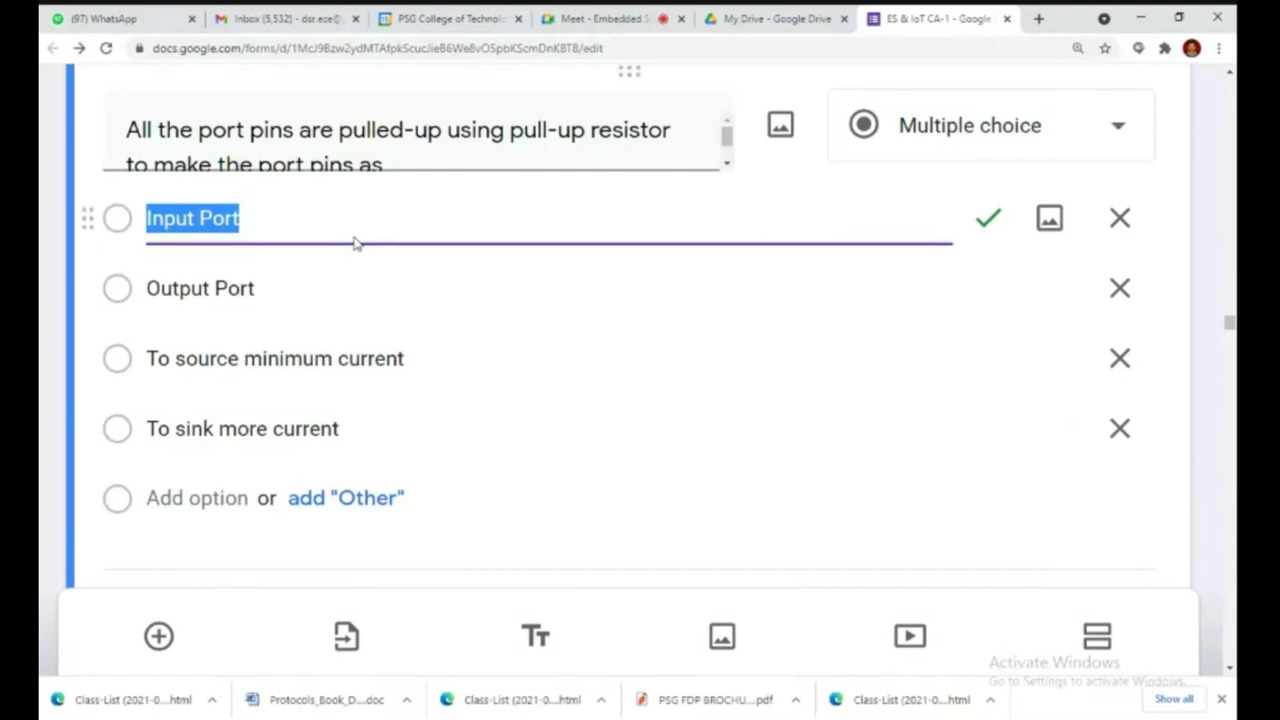 (97) WhatsApp
Inbox (5,532) - dsr.ece@
PSG College of Technolo
Meet - Embedded S
My Drive - Google Drive
ES & IoT CA-1 - Google
docs.google.com/forms/d/1McJ9Bzw2ydMTAfpkScucJieB6We8vOSpbKScmDnKBT8/edit
All the port pins are pulled-up using pull-up resistor
to make the port pins as
Multiple choice
Input Port
Output Port
To source minimum current
To sink more current
Add option or add "Other"
Tт
Activate Windows
Go to Settings to activate Windows.
Class-List (2021-0....html
Protocols_Book_D....doc
Class-List (2021-0....html
PSG FDP BROCHU....pdf
Class-List (2021-0....html
Show all